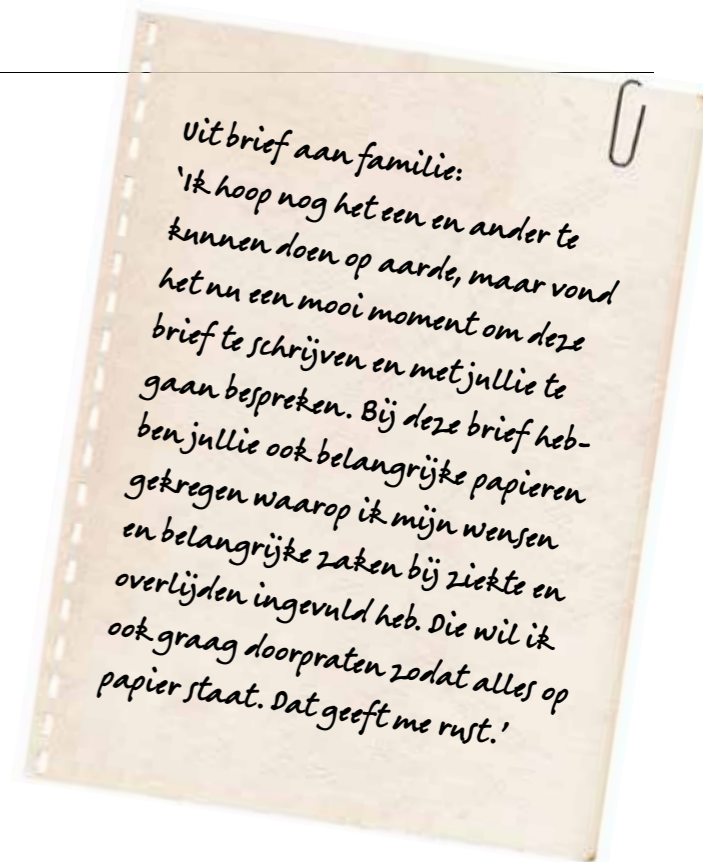 Uit brief aan familie:
‘Ik hoop nog het een en ander te
kunnen doen op aarde, maar vond
het nu een mooi moment om deze
brief te schrijven en met jullie te
gaan bespreken. Bij deze brief heb-
ben jullie ook belangrijke papieren
gekregen waarop ik mijn wensen
en belangrijke zaken bij ziekte en
overlijden ingevuld heb. Die wil ik
ook graag doorpraten zodat alles op
papier staat. Dat geeft me rust.’